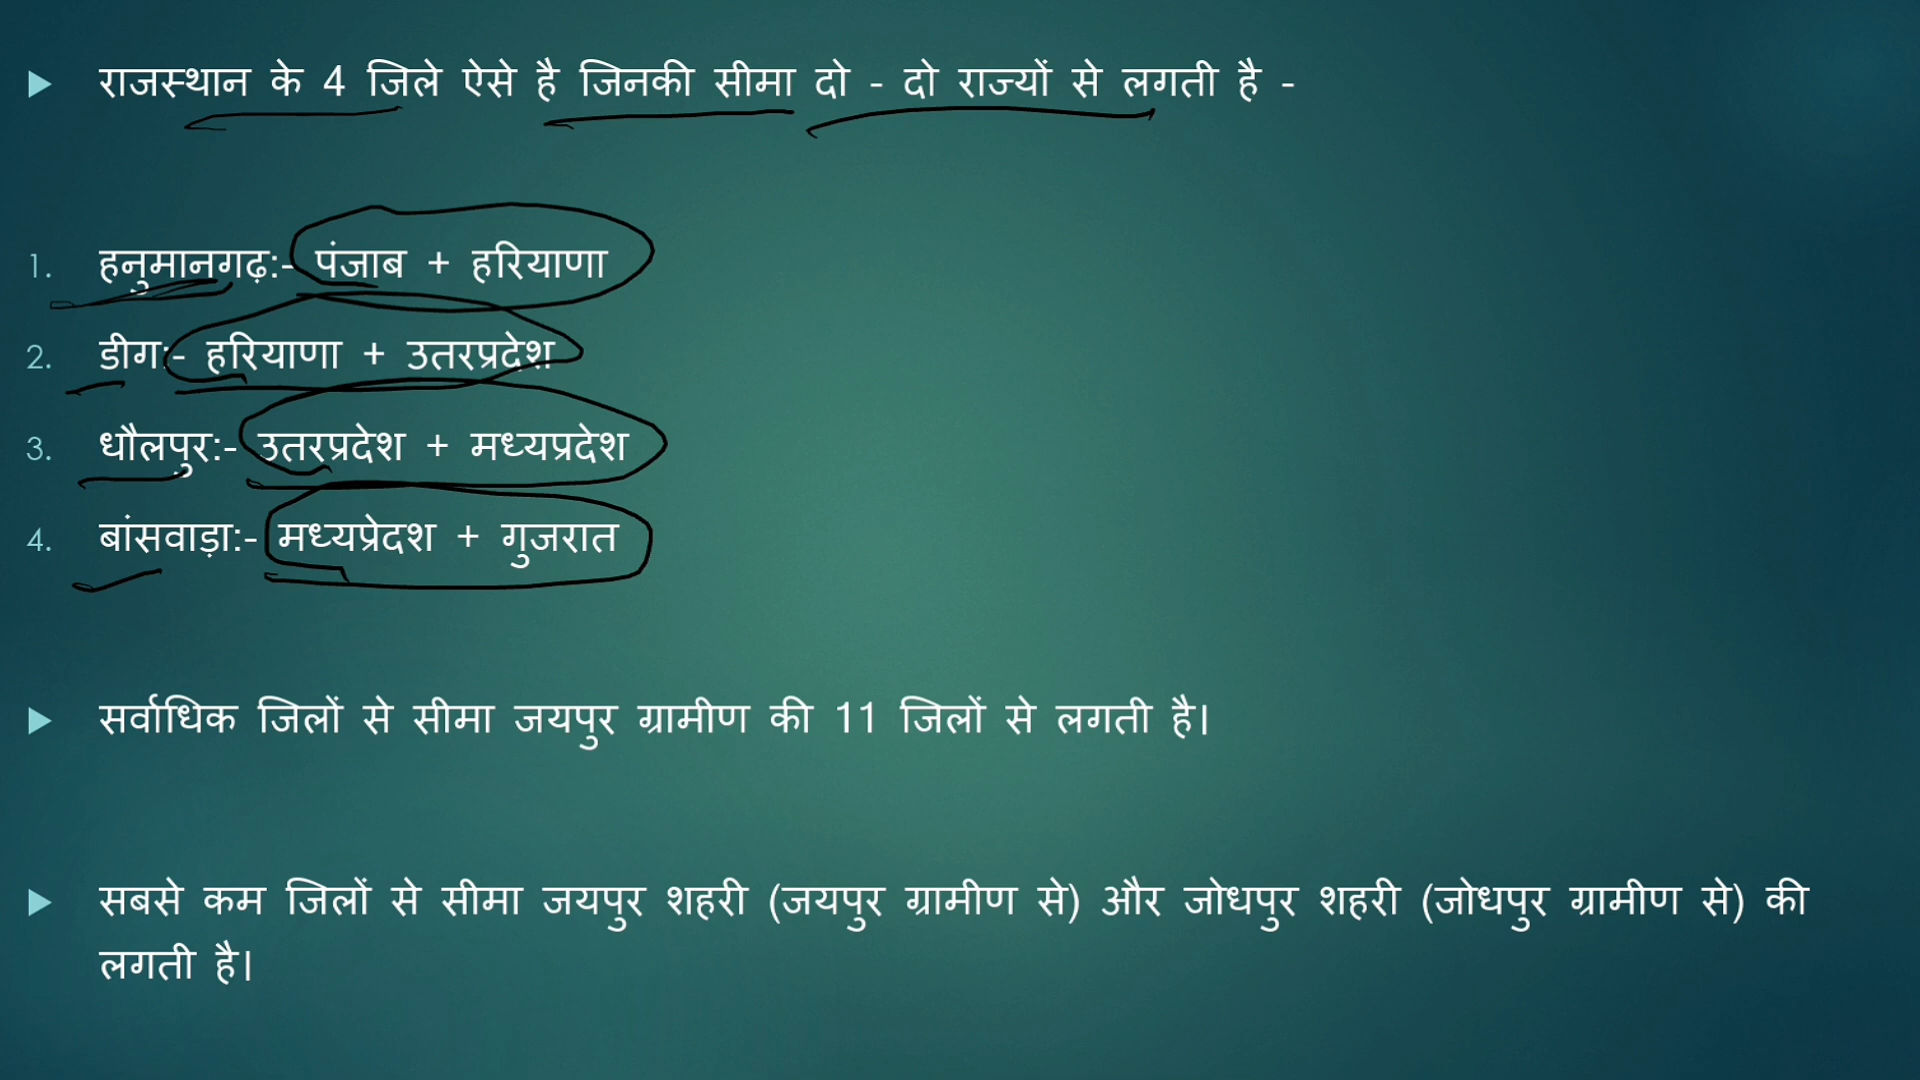 राजस्थान के 4 जिले ऐसे है जिनकी सीमा दो - दो राज्यों से लगती है -
1. हनुमानगढ़:- पंजाब + हरियाणा
2. डीग:- हरियाणा + उतरप्रदेश
3. धौलपुर:- उतरप्रदेश + मध्यप्रदेश
4. बांसवाड़ा:- मध्यप्रेदश + गुजरात
सर्वाधिक जिलों से सीमा जयपुर ग्रामीण की 11 जिलों से लगती है।
सबसे कम जिलों से सीमा जयपुर शहरी (जयपुर ग्रामीण से) और जोधपुर शहरी (जोधपुर ग्रामीण से) की
लगती है।